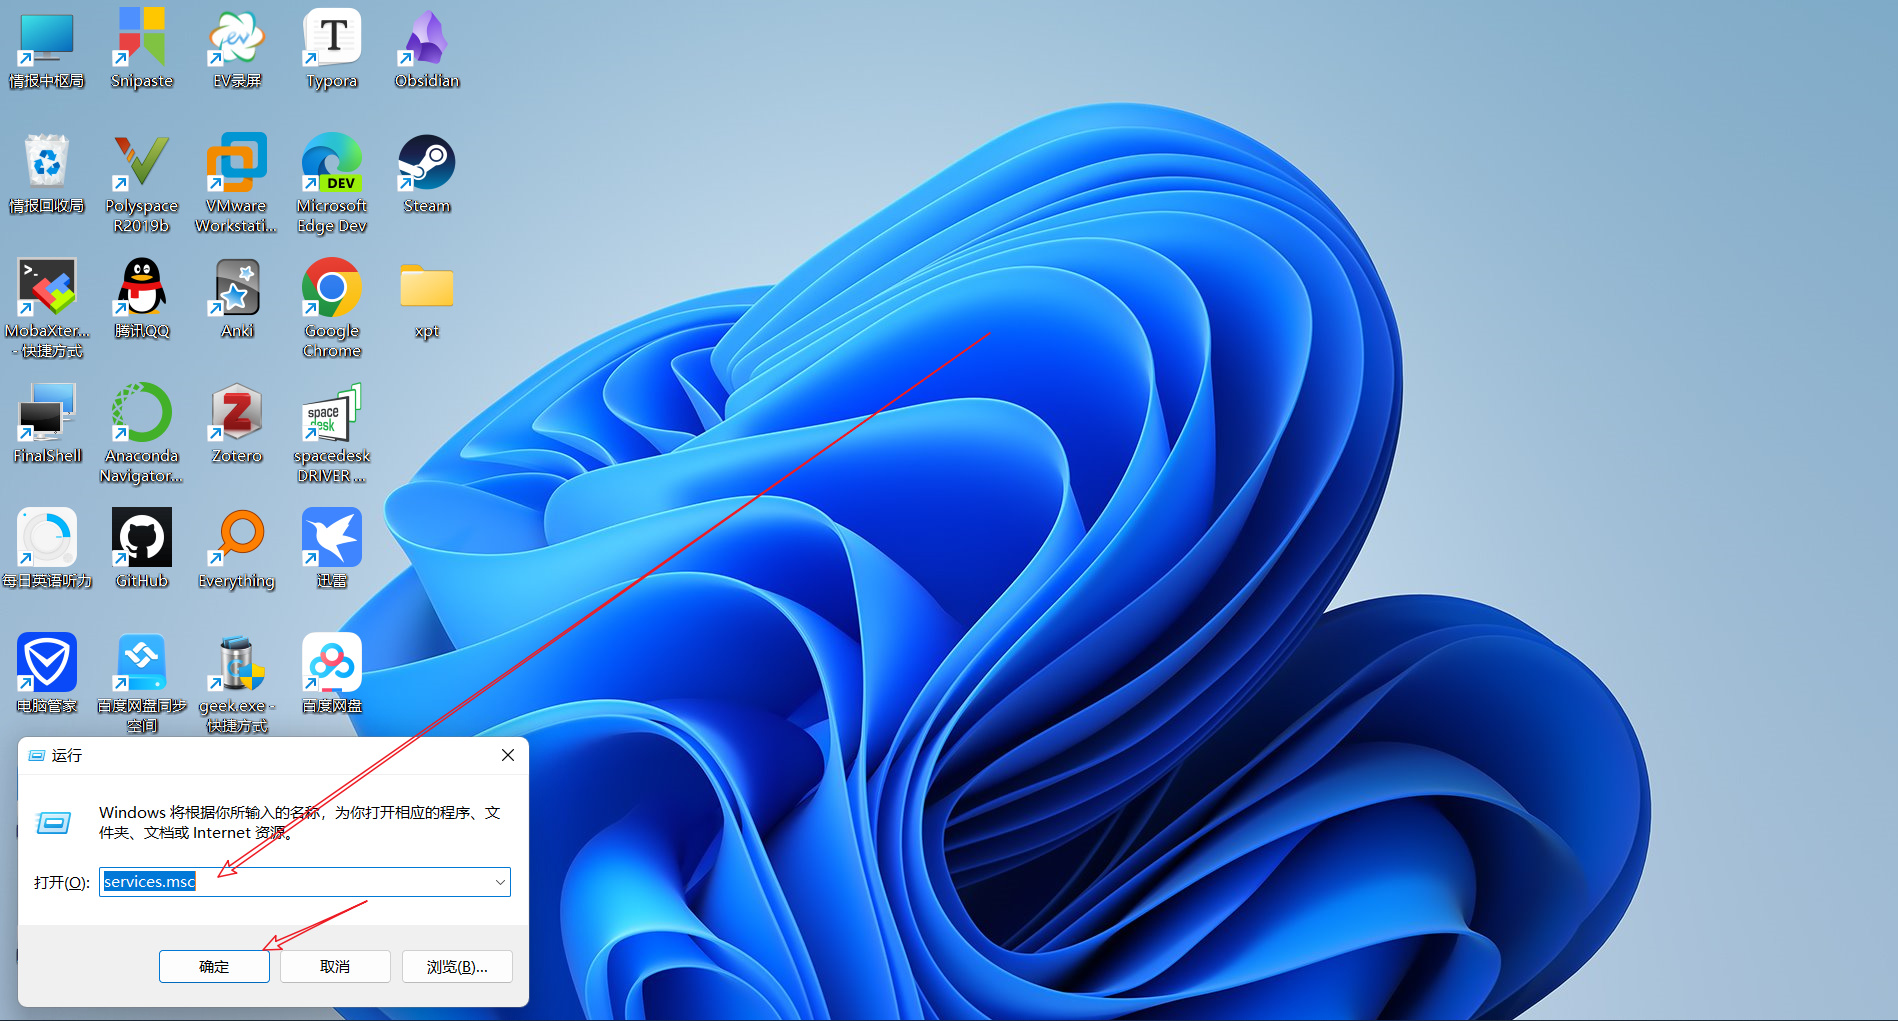 情报中枢局
Snipaste
EV录屏
Typora
Obsidian
情报回收局
Polyspace
R2019b
VMware
Workstati...
DEV
Microsoft
Edge Dev
Steam
MobaXter...
- 快捷方式
腾讯QQ
Anki
Google
Chrome
xpt
FinalShell
Anaconda
Navigator...
Zotero
space
desk
spacedesk
DRIVER ...
每日英语听力
GitHub
Everything
迅雷
电脑管家
百度网盘同步
空间
geek.exe -
快捷方式
百度网盘
运行
Windows 将根据你所输入的名称，为你打开相应的程序、文
件夹、文档或 Internet 资源。
打开(O):
services.msc
确定
取消
浏览(B)...